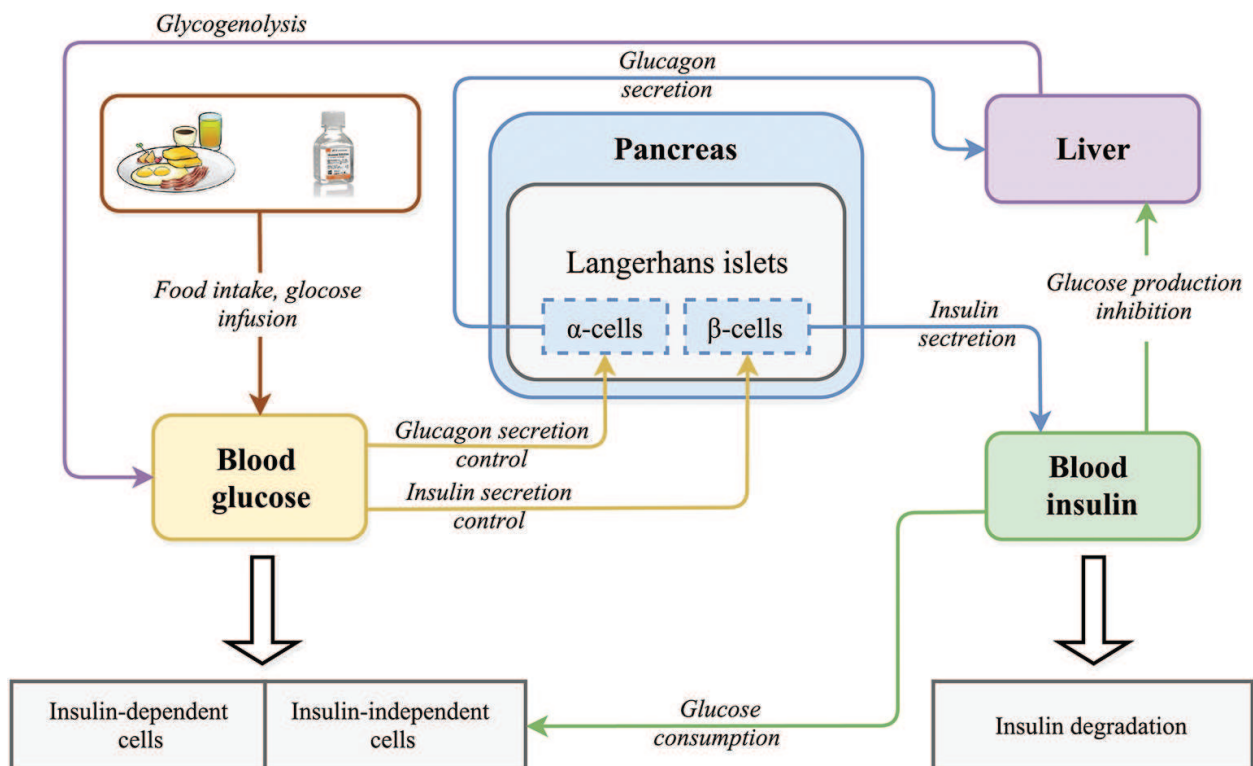 Glycogenolysis
Glucagon
secretion
Pancreas
Liver
Langerhans islets
Food intake, glocose
infusion
Glucose production
inhibition
α-cells
β-cells
Insulin
sectretion
Blood
glucose
Glucagon secretion
control
Insulin secretion
control
Blood
insulin
Insulin-dependent
cells
Insulin-independent
cells
Glucose
consumption
Insulin degradation